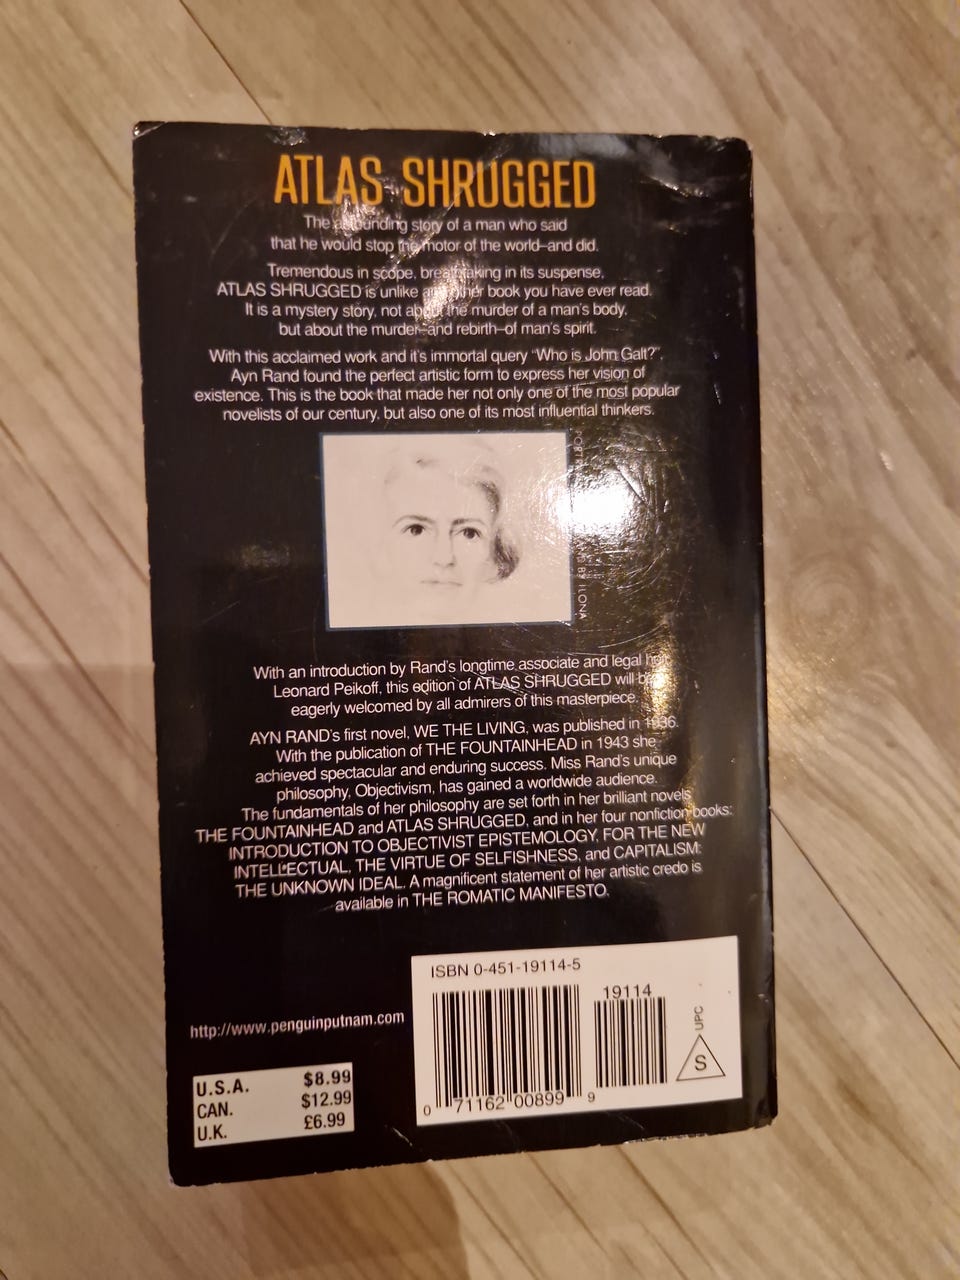 ATLAS SHRUGGED
The astounding story of a man who said
that he would stop the motor of the world–and did.
Tremendous in scope, breathtaking in its suspense,
ATLAS SHRUGGED is unlike any other book you have ever read.
It is a mystery story, not about the murder of a man's body,
but about the murder–and rebirth–of man's spirit.
With this acclaimed work and it's immortal query "Who is John Galt?",
Ayn Rand found the perfect artistic form to express her vision of
existence. This is the book that made her not only one of the most popular
novelists of our century, but also one of its most influential thinkers.
BY ILONA
With an introduction by Rand's longtime associate and legal heir
Leonard Peikoff, this edition of ATLAS SHRUGGED will be
eagerly welcomed by all admirers of this masterpiece.
AYN RAND's first novel, WE THE LIVING, was published in 1936.
With the publication of THE FOUNTAINHEAD in 1943 she
achieved spectacular and enduring success. Miss Rand's unique
philosophy, Objectivism, has gained a worldwide audience.
The fundamentals of her philosophy are set forth in her brilliant novels
THE FOUNTAINHEAD and ATLAS SHRUGGED, and in her four nonfiction books:
INTRODUCTION TO OBJECTIVIST EPISTEMOLOGY, FOR THE NEW
INTELLECTUAL, THE VIRTUE OF SELFISHNESS, and CAPITALISM:
THE UNKNOWN IDEAL. A magnificent statement of her artistic credo is
available in THE ROMATIC MANIFESTO.
http://www.penguinputnam.com
U.S.A. $8.99
CAN. $12.99
U.K. £6.99
ISBN 0-451-19114-5
19114
UPC
S
0 71162 00899 9